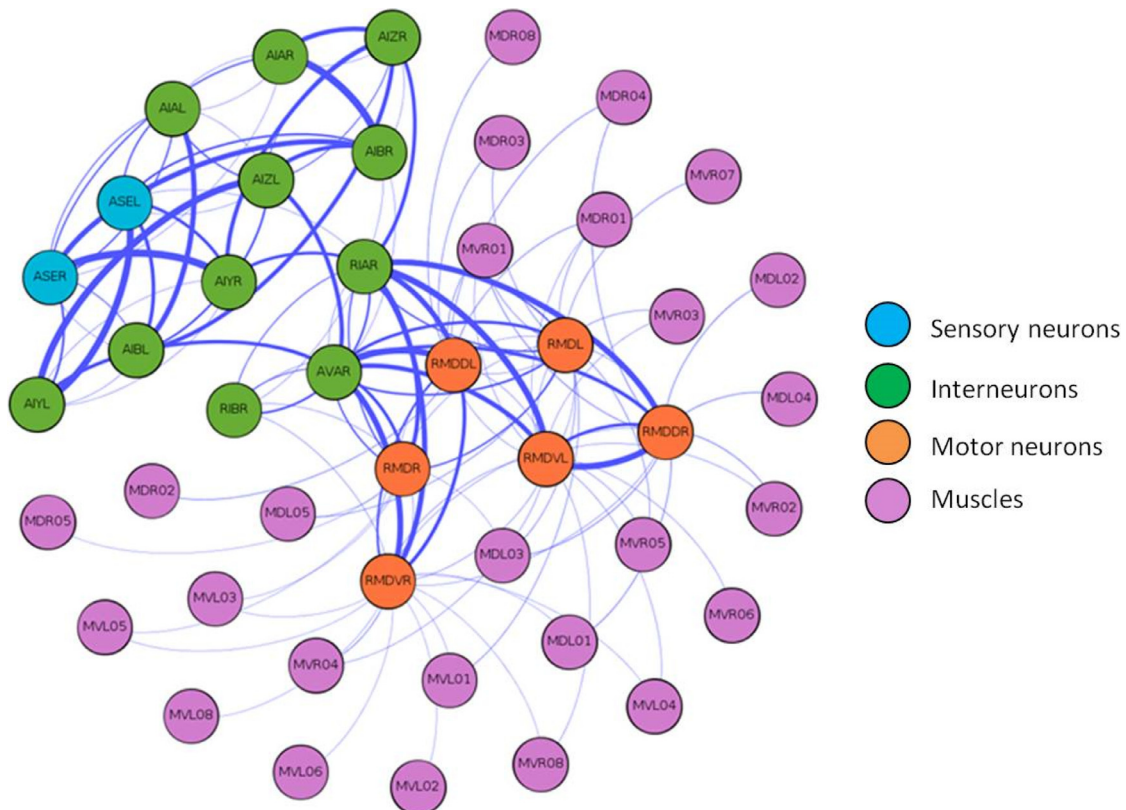 MDR08
AIZR
AIAR
MDR04
AIAL
MDR03
AIBR
MVR07
AIZL
ASEL
MDR01
MVR01
RIAR
ASER
AIYR
MDL02
MVR03
Sensory neurons
RMDL
AIBL
RMDDL
AVAR
Interneurons
MDL04
AIYL
RIBR
RMDDR
Motor neurons
RMDVL
RMDR
MDR02
Muscles
MVR02
MDL05
MDR05
MVR05
MDL03
RMDVR
MVL03
MVR06
MVL05
MDL01
MVR04
MVL01
MVL04
MVL08
MVR08
MVL06
MVL02